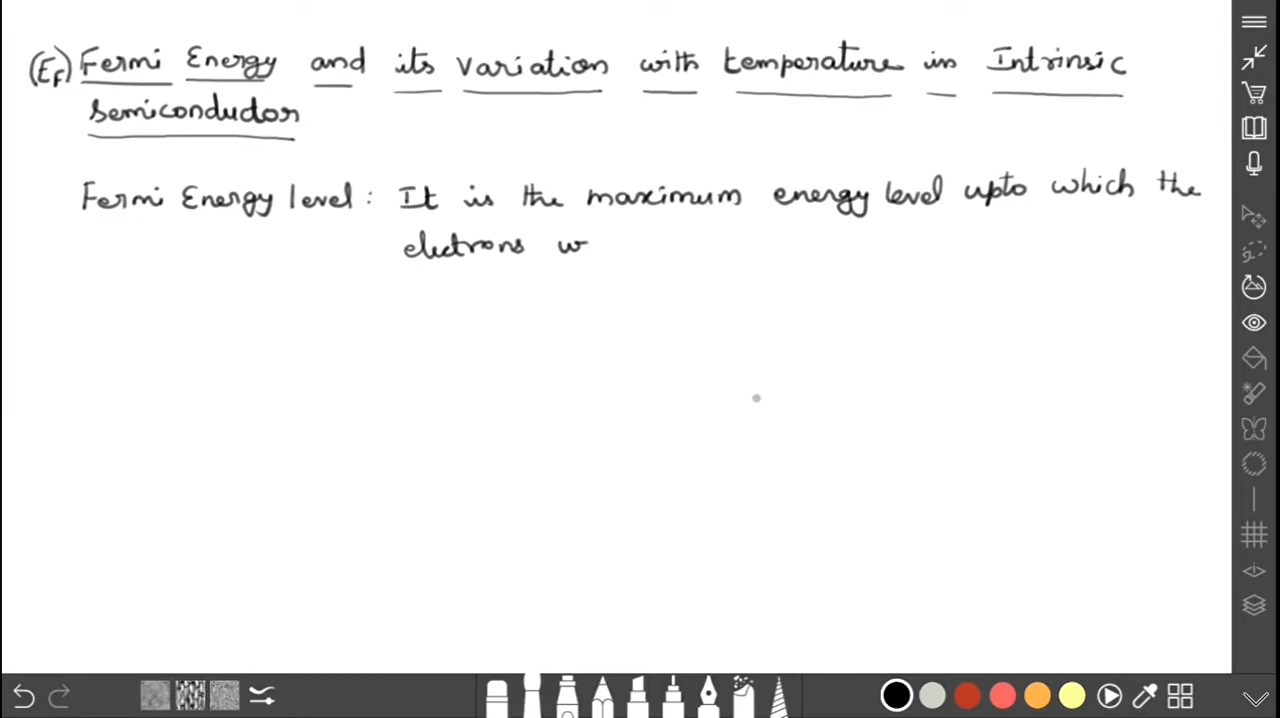 (EF) Fermi Energy and its variation with temperature in Intrinsic
Semiconductor
Fermi Energy level : It is the maximum energy level upto which the
electrons w